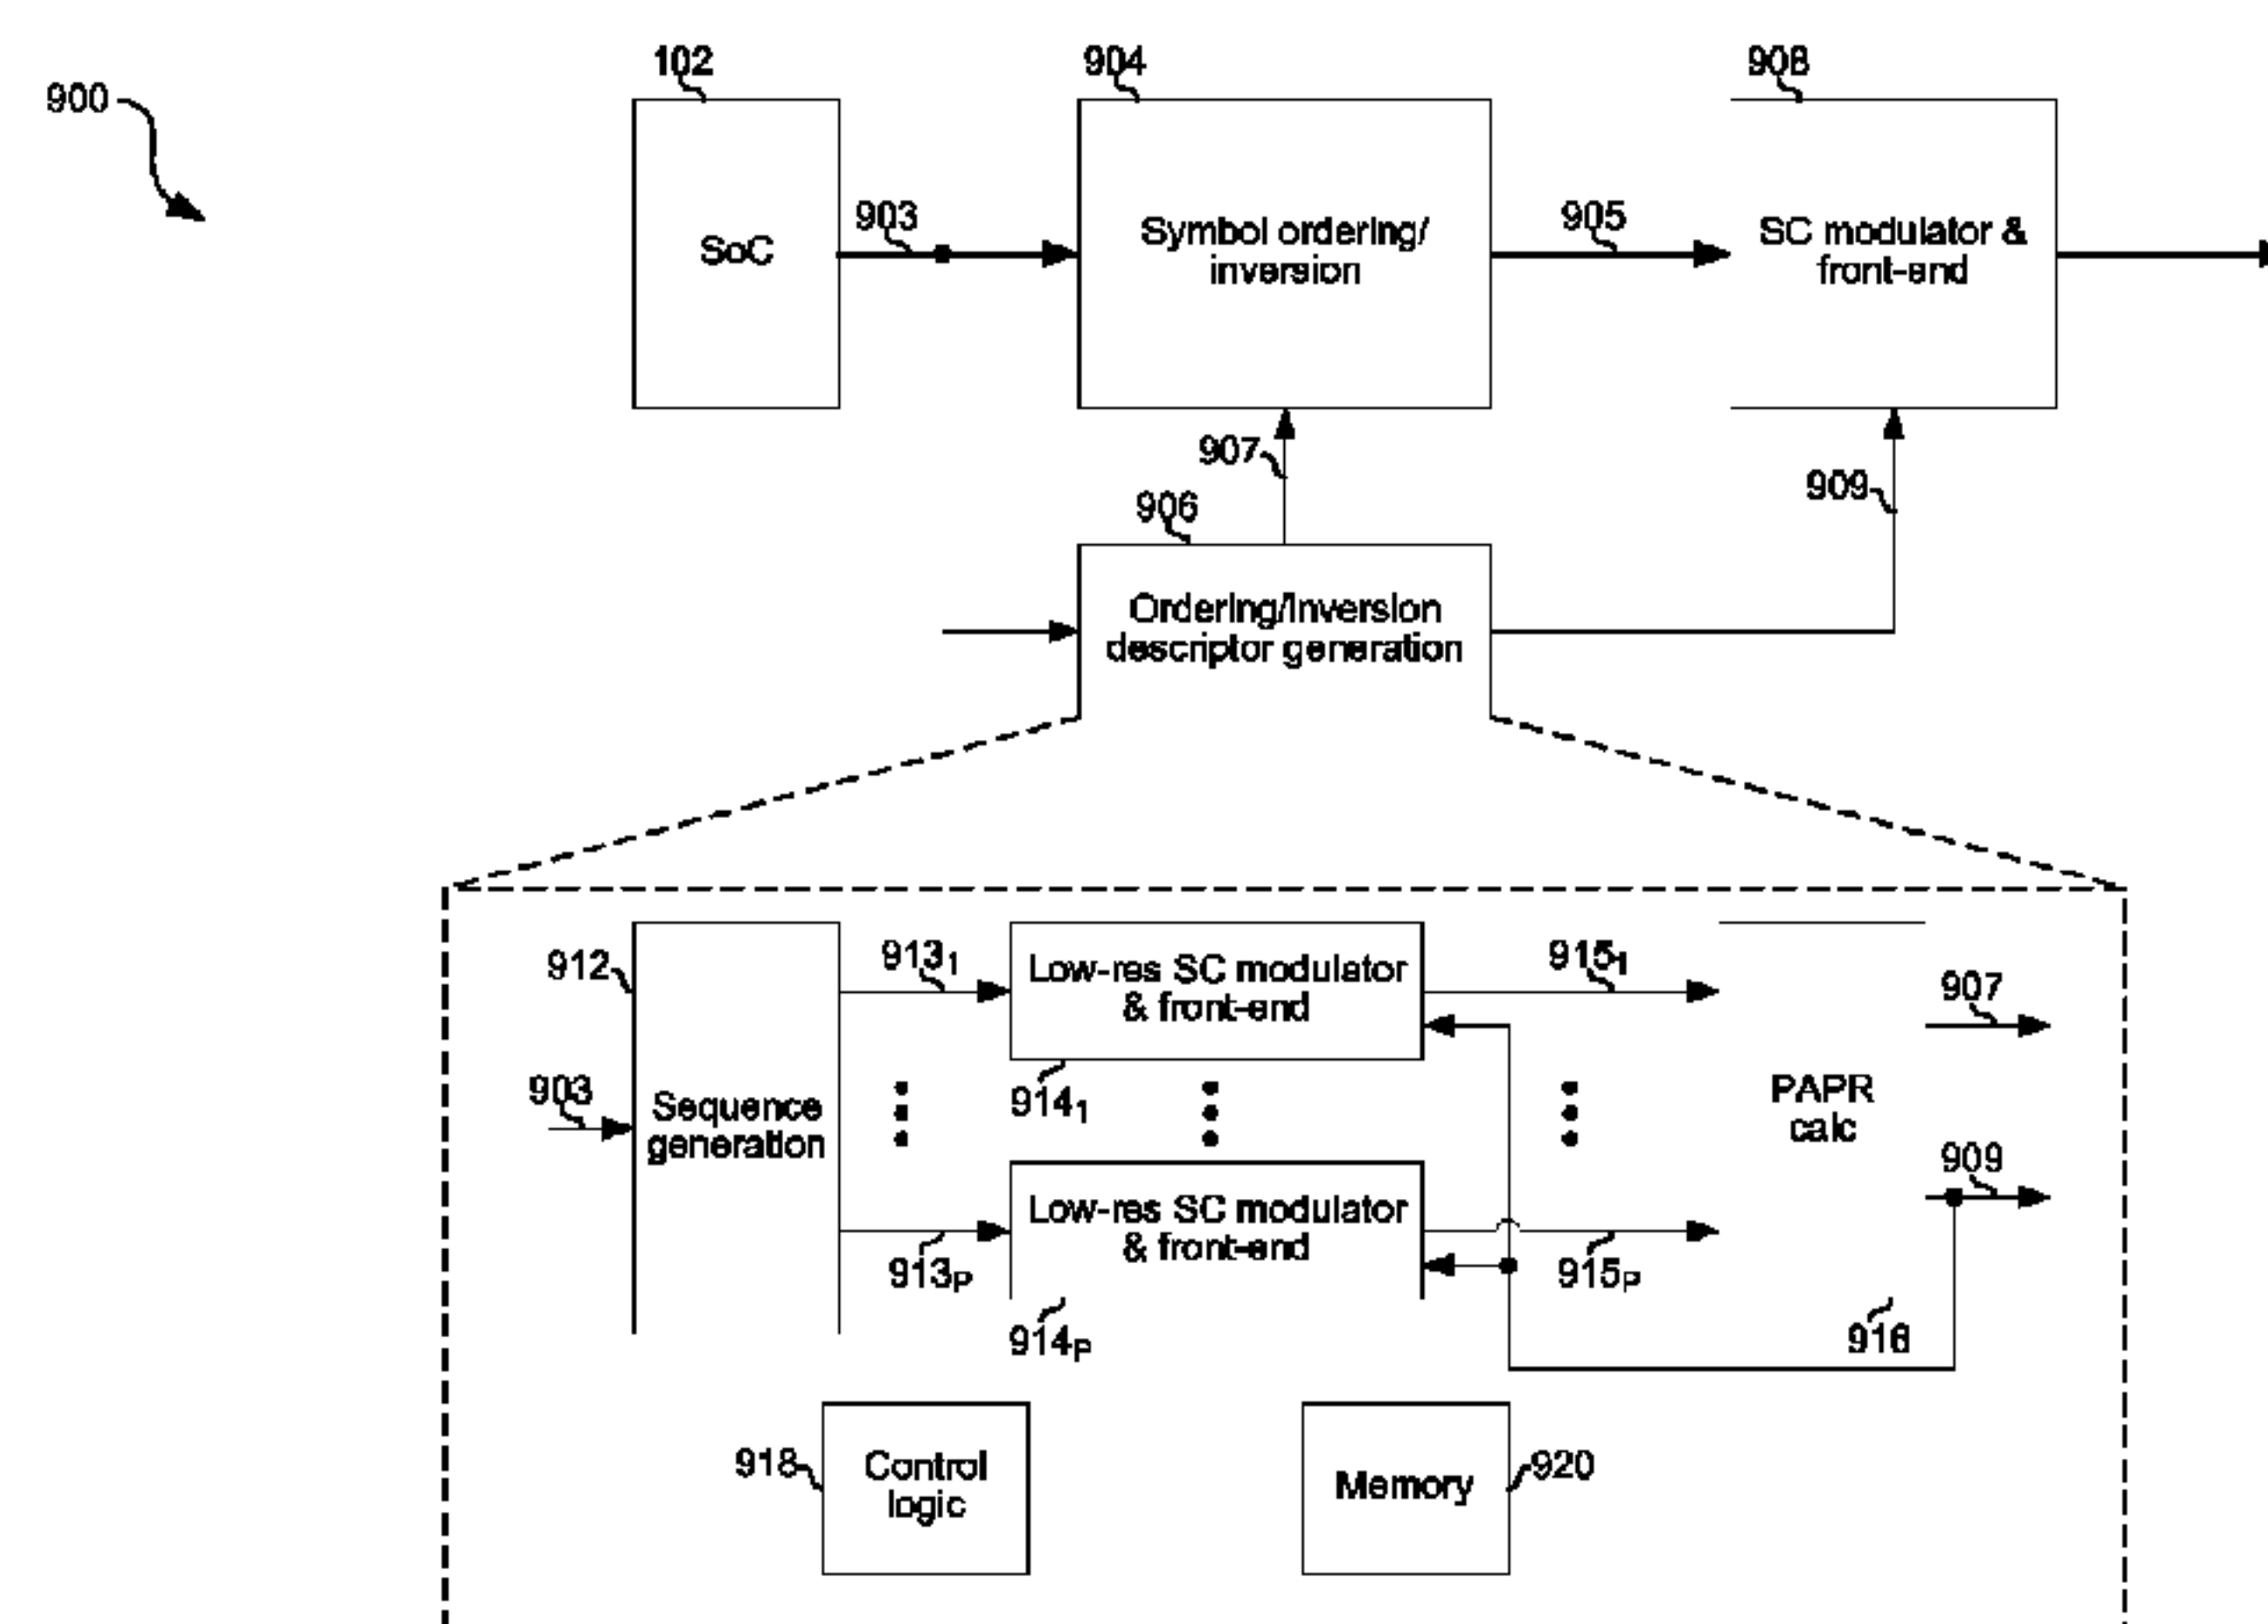 900
102
904
908
SoC
903
Symbol ordering/
inversion
905
SC modulator &
front-end
907
909
906
Ordering/inversion
descriptor generation
912
913₁
Low-res SC modulator
& front-end
915₁
907
903
Sequence
generation
914₁
PAPR
calc
909
Low-res SC modulator
& front-end
913P
915P
914P
916
918
Control
logic
Memory
920